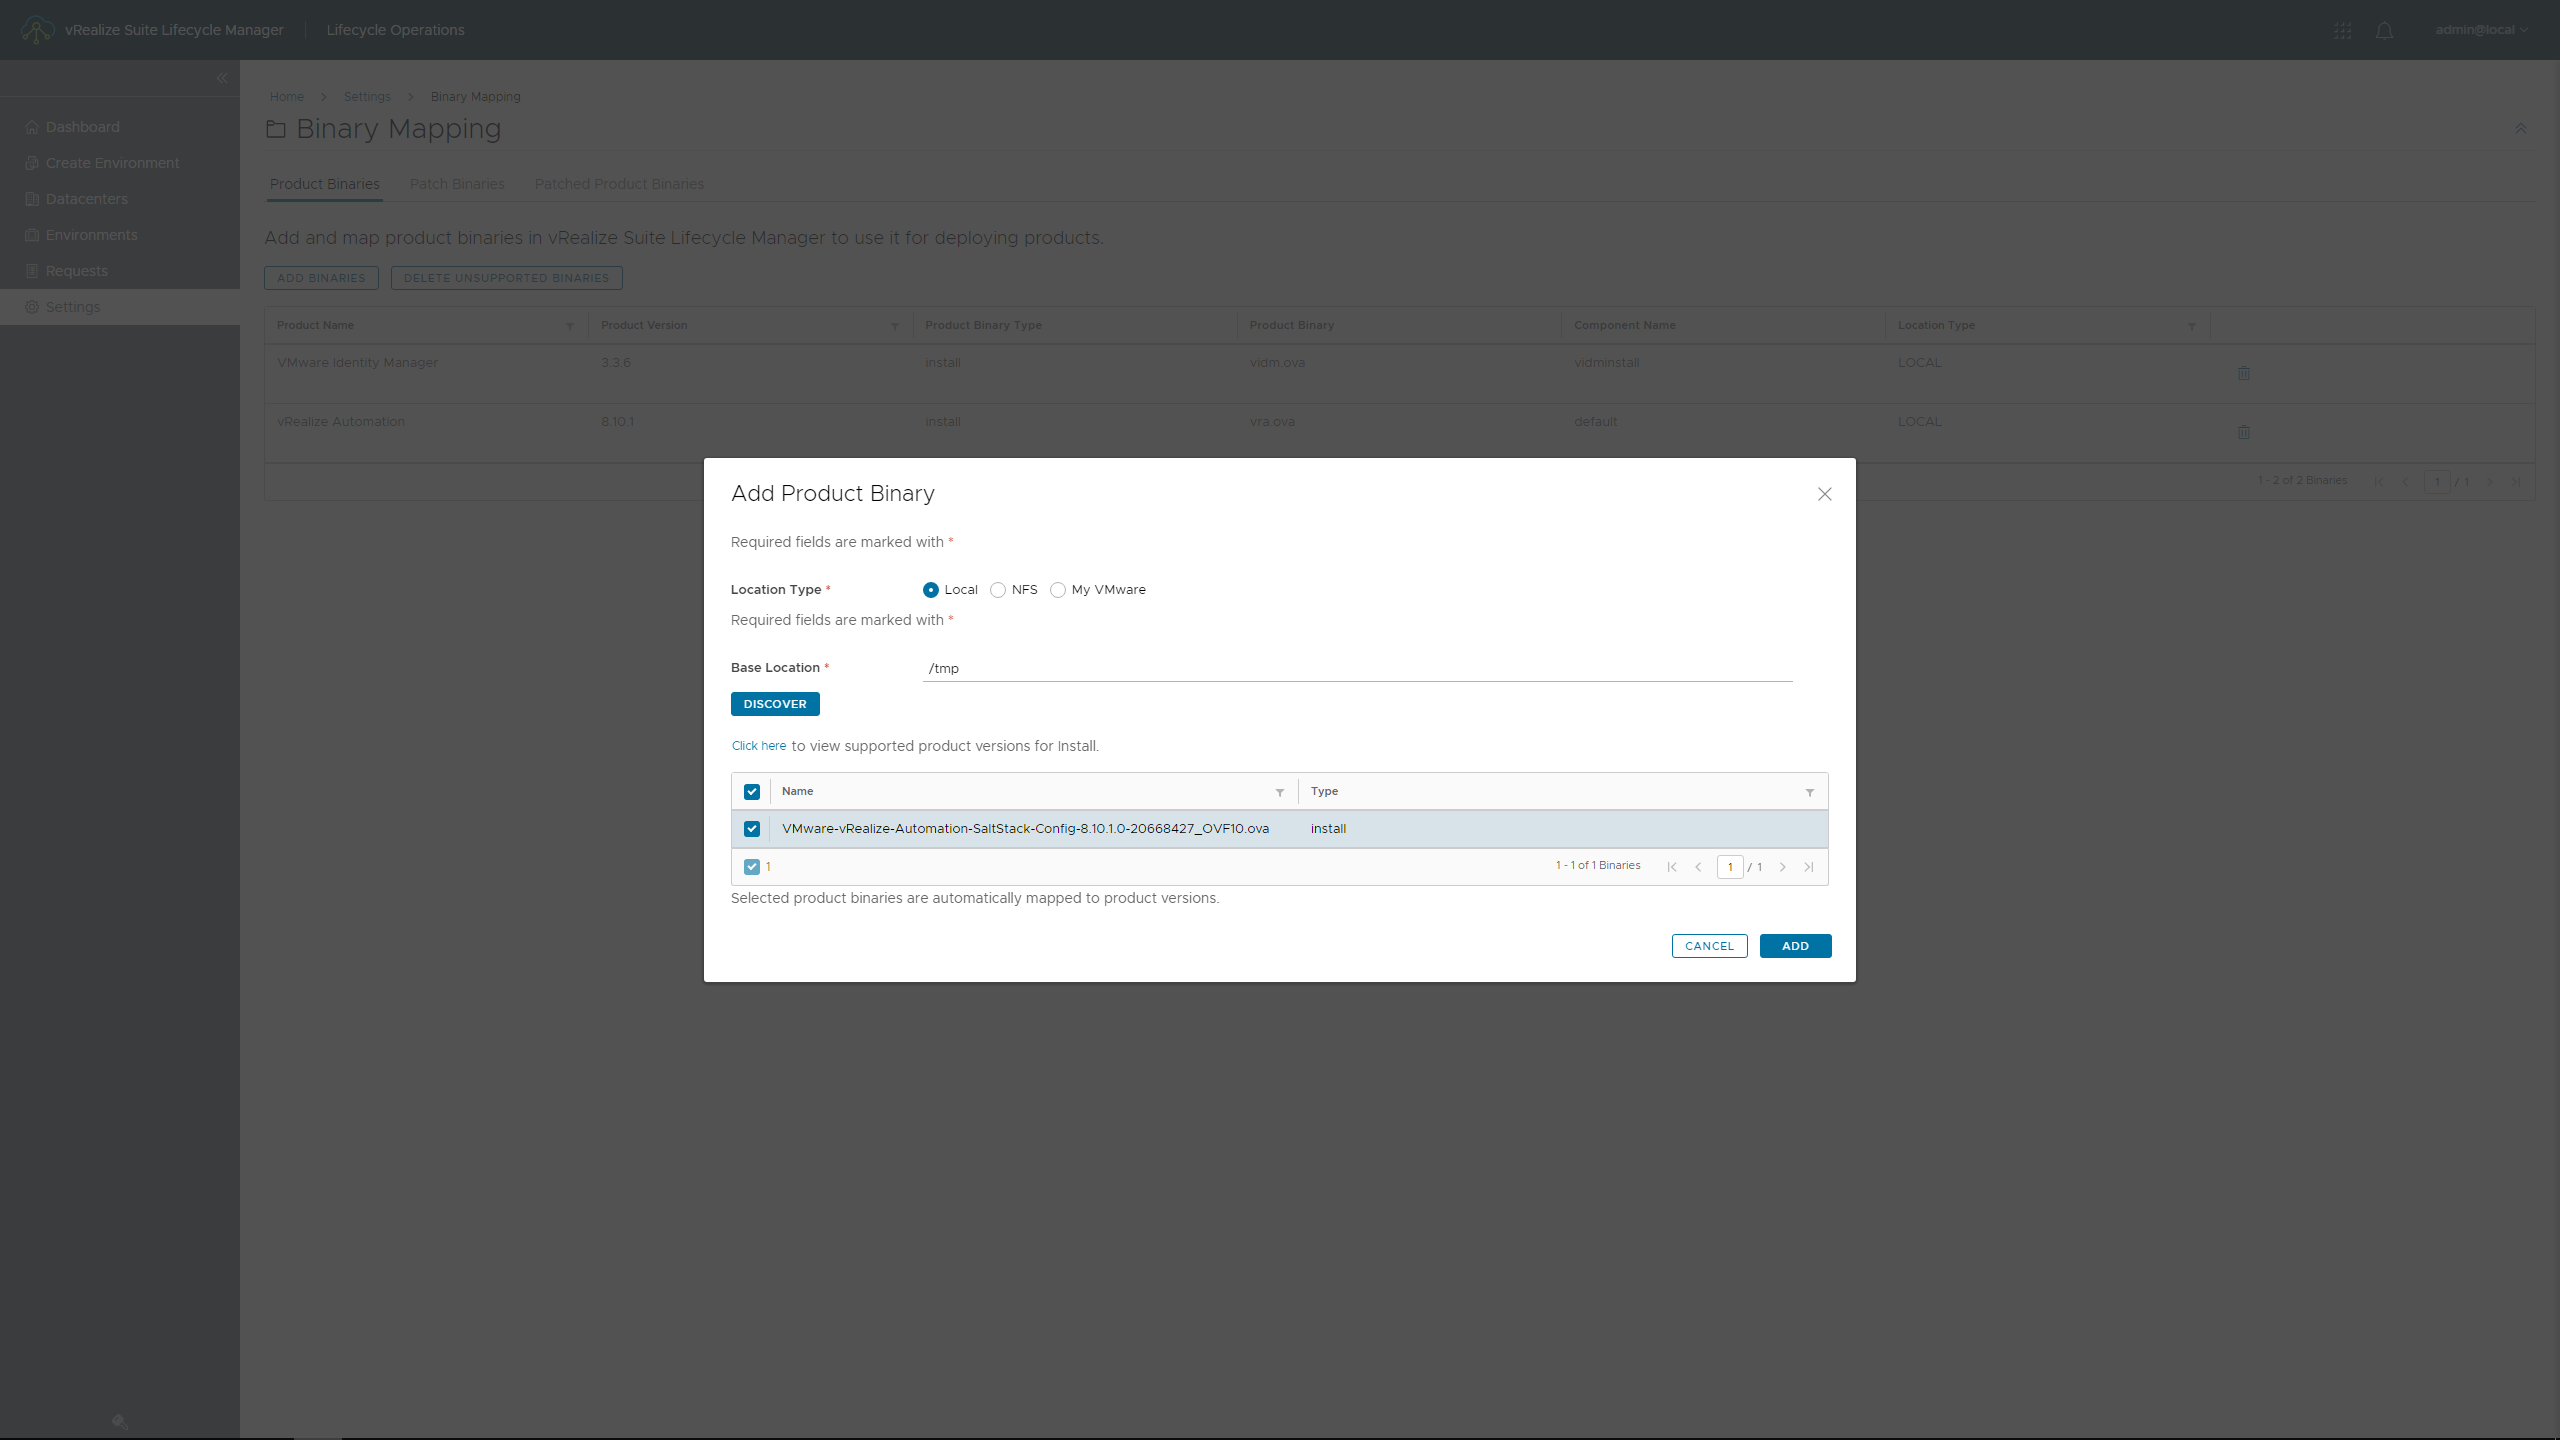 vRealize Suite Lifecycle Manager
Lifecycle Operations
admin@local
Home > Settings > Binary Mapping
Binary Mapping
Dashboard
Create Environment
Datacenters
Environments
Requests
Settings
Product Binaries
Patch Binaries
Patched Product Binaries
Add and map product binaries in vRealize Suite Lifecycle Manager to use it for deploying products.
ADD BINARIES
DELETE UNSUPPORTED BINARIES
Product Name Product Version Product Binary Type Product Binary Component Name Location Type
VMware Identity Manager 3.3.6 install vidm.ova vidminstall LOCAL
vRealize Automation 8.10.1 install vra.ova default LOCAL
1 - 2 of 2 Binaries 1 / 1
Add Product Binary
Required fields are marked with *
Location Type * Local NFS My VMware
Required fields are marked with *
Base Location * /tmp
DISCOVER
Click here to view supported product versions for Install.
Name Type
VMware-vRealize-Automation-SaltStack-Config-8.10.1.0-20668427_OVF10.ova install
1 1 - 1 of 1 Binaries 1 / 1
Selected product binaries are automatically mapped to product versions.
CANCEL ADD